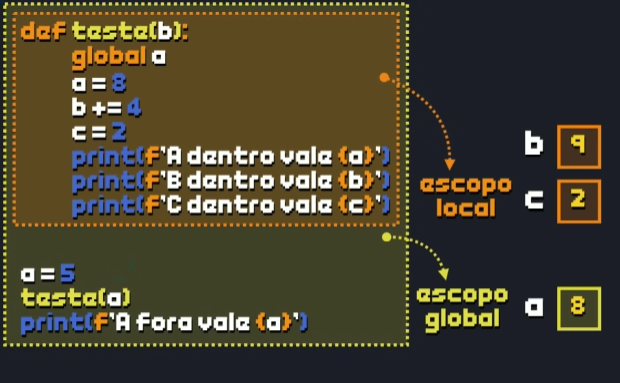 def teste(b):
global a
a = 8
b += 4
c = 2
print(f'A dentro vale {a}')
print(f'B dentro vale {b}')
print(f'C dentro vale {c}')
a = 5
teste(a)
print(f'A fora vale {a}')
escopo
local
b 9
c 2
escopo
global
a 8